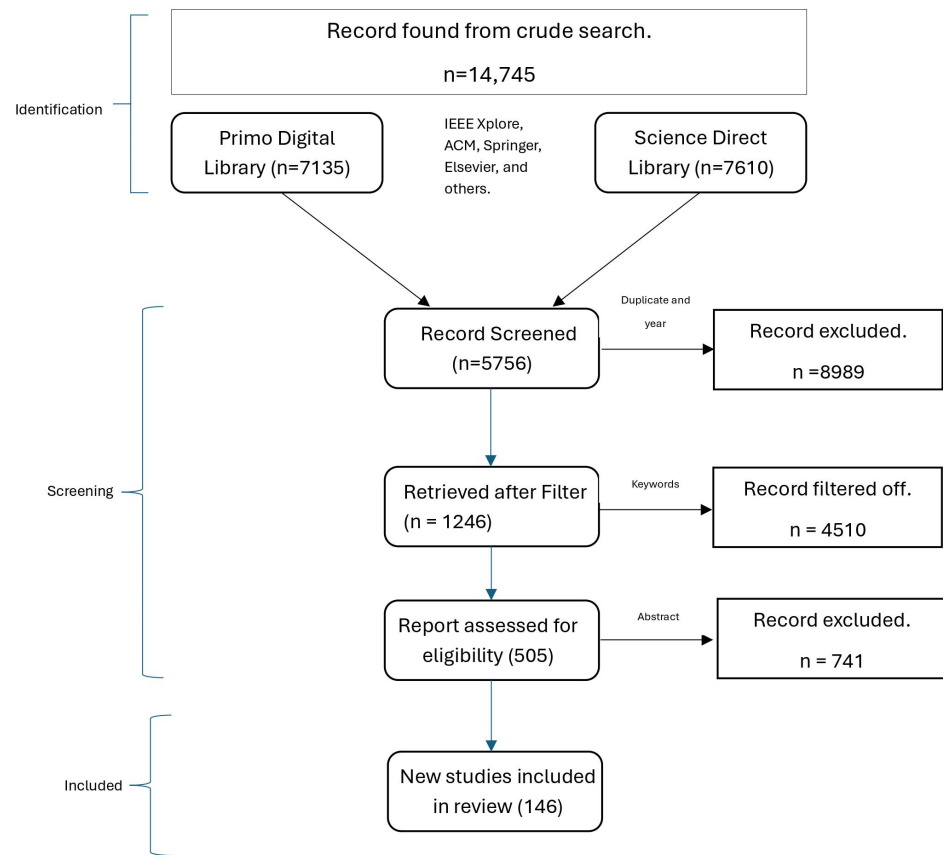 Record found from crude search.
n=14,745
Identification
Primo Digital
Library (n=7135)
IEEE Xplore,
ACM, Springer,
Elsevier, and
others.
Science Direct
Library (n=7610)
Record Screened
(n=5756)
Duplicate and
year
Record excluded.
n =8989
Screening
Retrieved after Filter
(n = 1246)
Keywords
Record filtered off.
n = 4510
Report assessed for
eligibility (505)
Abstract
Record excluded.
n = 741
Included
New studies included
in review (146)